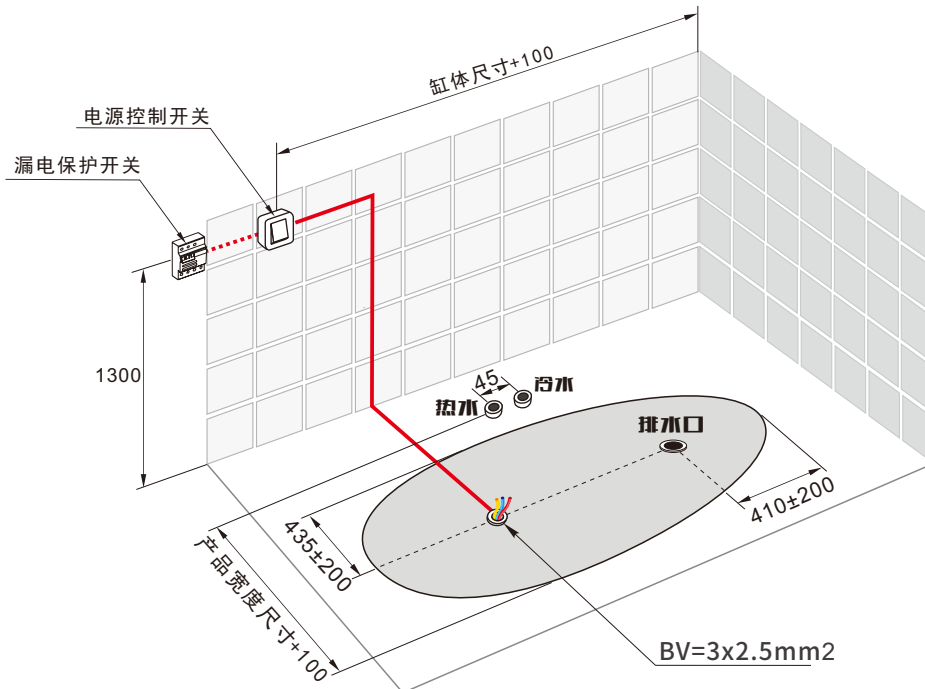 缸体尺寸+100
电源控制开关
漏电保护开关
1300
45
冷水
热水
排水口
410±200
435±200
产品宽度尺寸+100
BV=3x2.5mm2